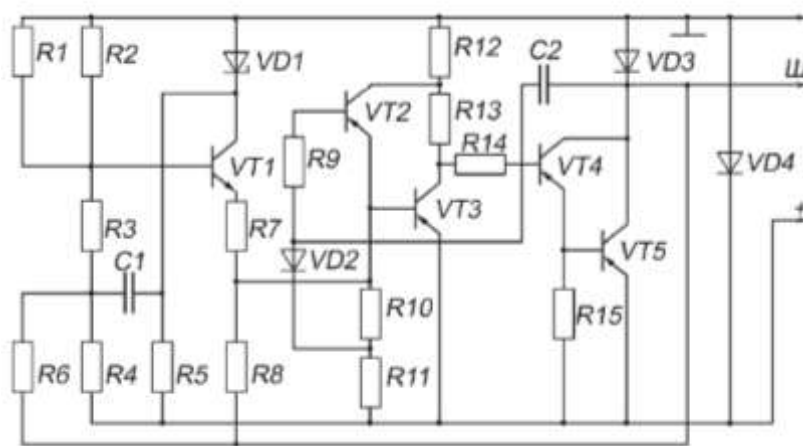 R1 R2 VD1 R12 C2 VD3 Ш
VT2 R13
R9 R14
VT1 VT4 VD4
VT3
R3 R7 +
C1 VD2 VT5
R10 R15
R6 R4 R5 R8 R11